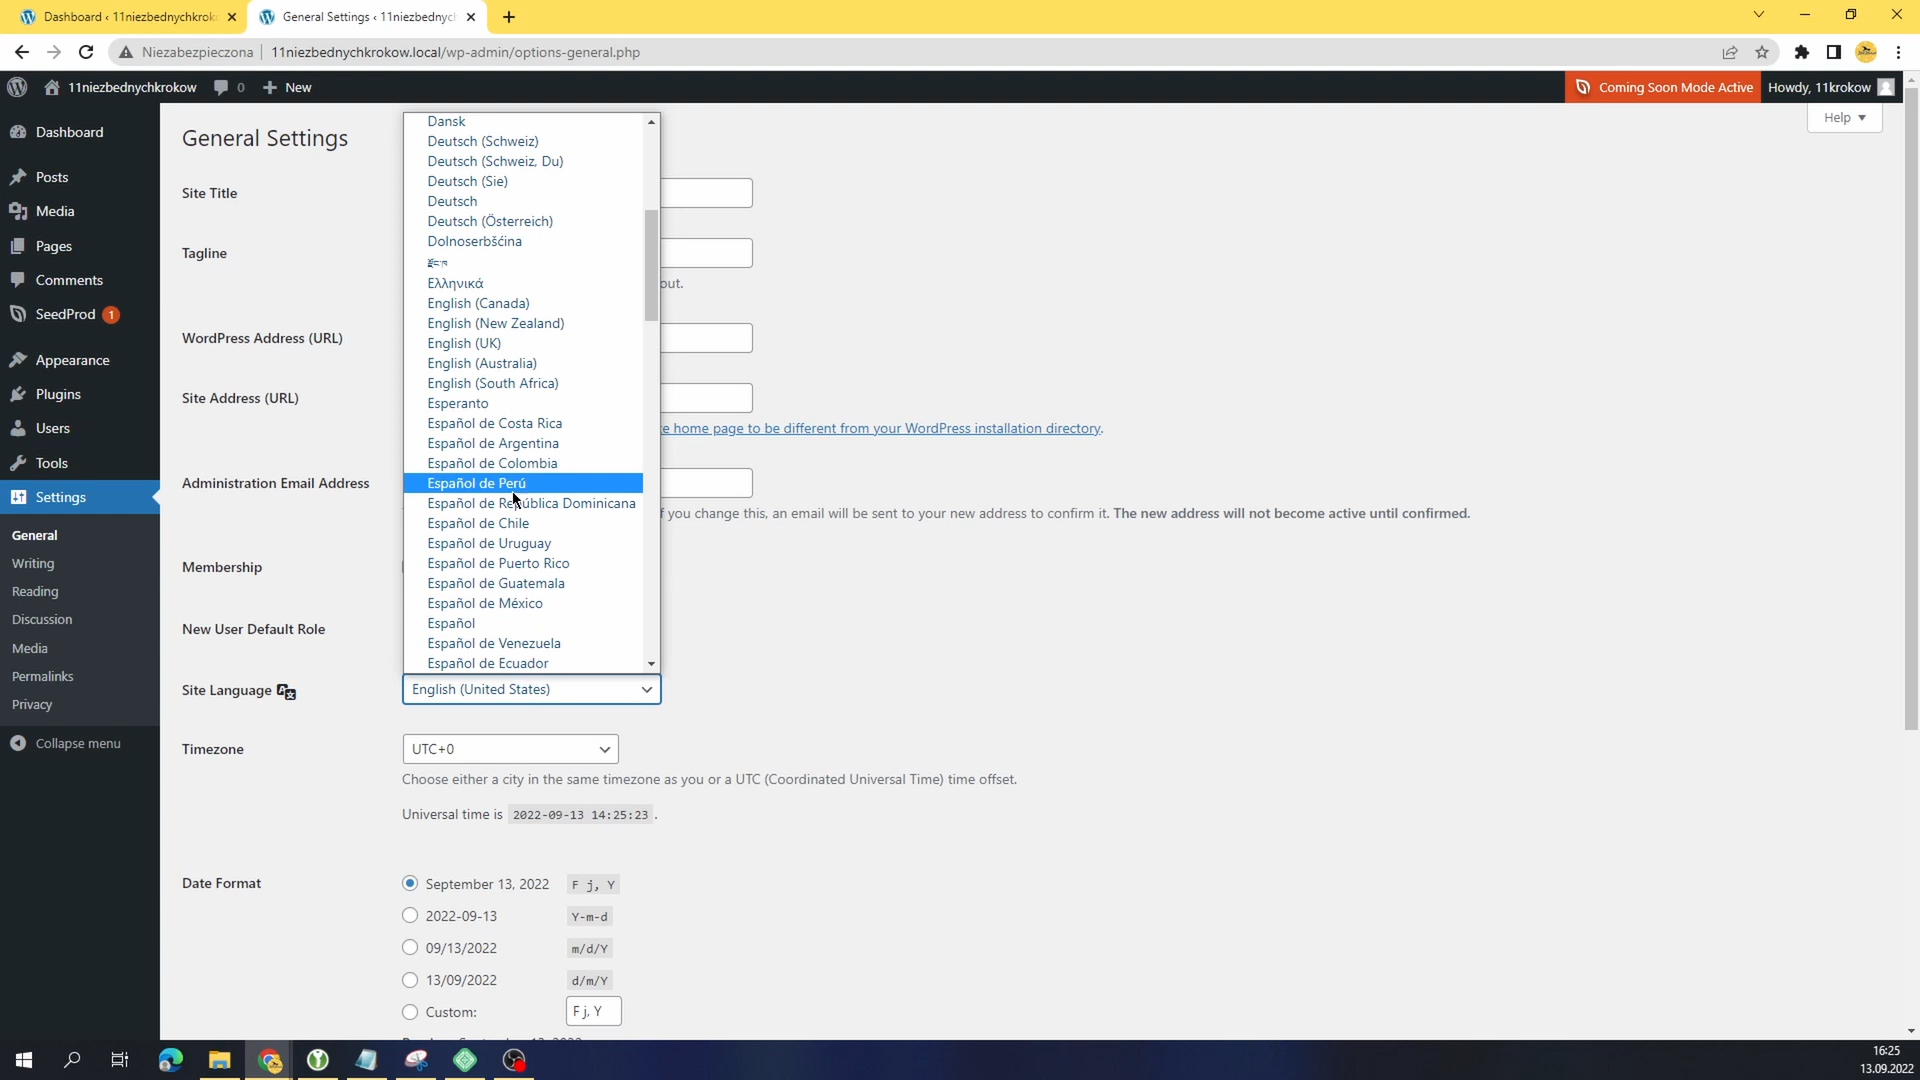 Dashboard ‹ 11niezbednychkrok
General Settings ‹ 11niezbednyc
Niezabezpieczona
11niezbednychkrokow.local/wp-admin/options-general.php
11niezbednychkrokow
0
New
Coming Soon Mode Active
Howdy, 11krokow
Help
Dashboard
Posts
Media
Pages
Comments
SeedProd 1
Appearance
Plugins
Users
Tools
Settings
General
Writing
Reading
Discussion
Media
Permalinks
Privacy
Collapse menu
General Settings
Site Title
Tagline
out.
WordPress Address (URL)
Site Address (URL)
e home page to be different from your WordPress installation directory.
Administration Email Address
f you change this, an email will be sent to your new address to confirm it. The new address will not become active until confirmed.
Membership
New User Default Role
Dansk
Deutsch (Schweiz)
Deutsch (Schweiz, Du)
Deutsch (Sie)
Deutsch
Deutsch (Österreich)
Dolnoserbšćina
Ελληνικά
English (Canada)
English (New Zealand)
English (UK)
English (Australia)
English (South Africa)
Esperanto
Español de Costa Rica
Español de Argentina
Español de Colombia
Español de Perú
Español de República Dominicana
Español de Chile
Español de Uruguay
Español de Puerto Rico
Español de Guatemala
Español de México
Español
Español de Venezuela
Español de Ecuador
Site Language
English (United States)
Timezone
UTC+0
Choose either a city in the same timezone as you or a UTC (Coordinated Universal Time) time offset.
Universal time is 2022-09-13 14:25:23 .
Date Format
September 13, 2022 F j, Y
2022-09-13 Y-m-d
09/13/2022 m/d/Y
13/09/2022 d/m/Y
Custom: F j, Y
16:25
13.09.2022